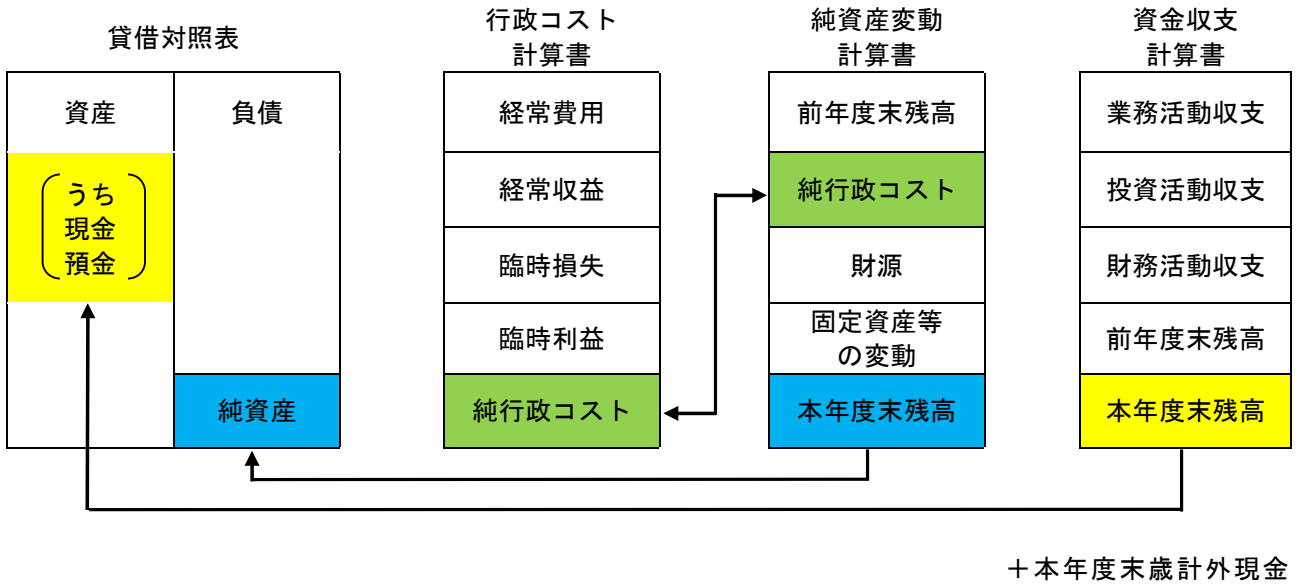 貸借対照表
資産
負債
うち
現金
預金
純資産
行政コスト
計算書
経常費用
経常収益
臨時損失
臨時利益
純行政コスト
純資産変動
計算書
前年度末残高
純行政コスト
財源
固定資産等
の変動
本年度末残高
資金収支
計算書
業務活動収支
投資活動収支
財務活動収支
前年度末残高
本年度末残高
＋本年度末歳計外現金